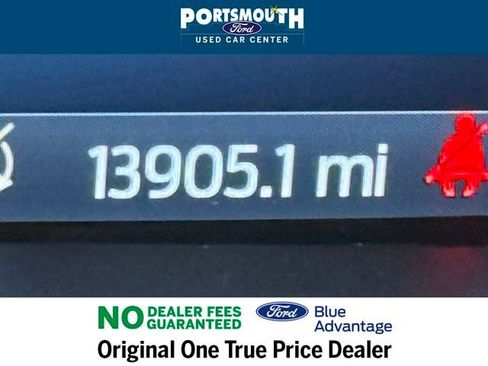 PORTSMOUTH
Ford
USED CAR CENTER
13905.1 mi
NO DEALER FEES
GUARANTEED
Ford
Blue
Advantage
Original One True Price Dealer